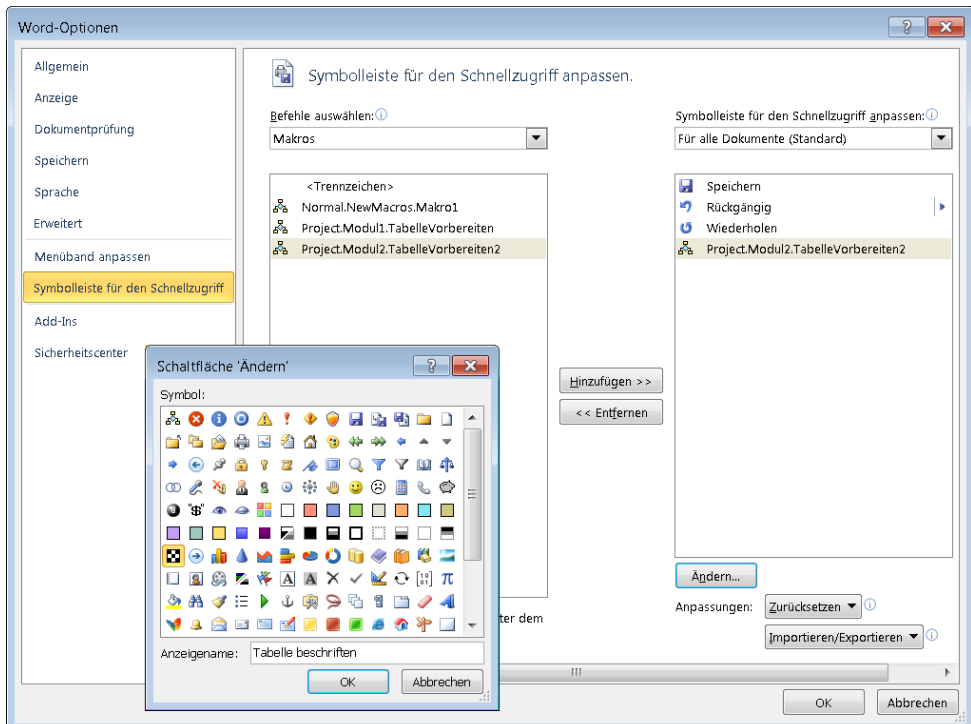 Word-Optionen
Allgemein
Anzeige
Dokumentprüfung
Speichern
Sprache
Erweitert
Menüband anpassen
Symbolleiste für den Schnellzugriff
Add-Ins
Sicherheitscenter
Symbolleiste für den Schnellzugriff anpassen.
Befehle auswählen:
Makros
<Trennzeichen>
Normal.NewMacros.Makro1
Project.Modul1.TabelleVorbereiten
Project.Modul2.TabelleVorbereiten2
Hinzufügen >>
<< Entfernen
Symbolleiste für den Schnellzugriff anpassen:
Für alle Dokumente (Standard)
Speichern
Rückgängig
Wiederholen
Project.Modul2.TabelleVorbereiten2
Ändern...
Anpassungen: Zurücksetzen
Importieren/Exportieren
ter dem
OK Abbrechen
Schaltfläche 'Ändern'
Symbol:
Anzeigename: Tabelle beschriften
OK Abbrechen